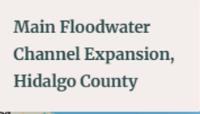 Main Floodwater
Channel Expansion,
Hidalgo County